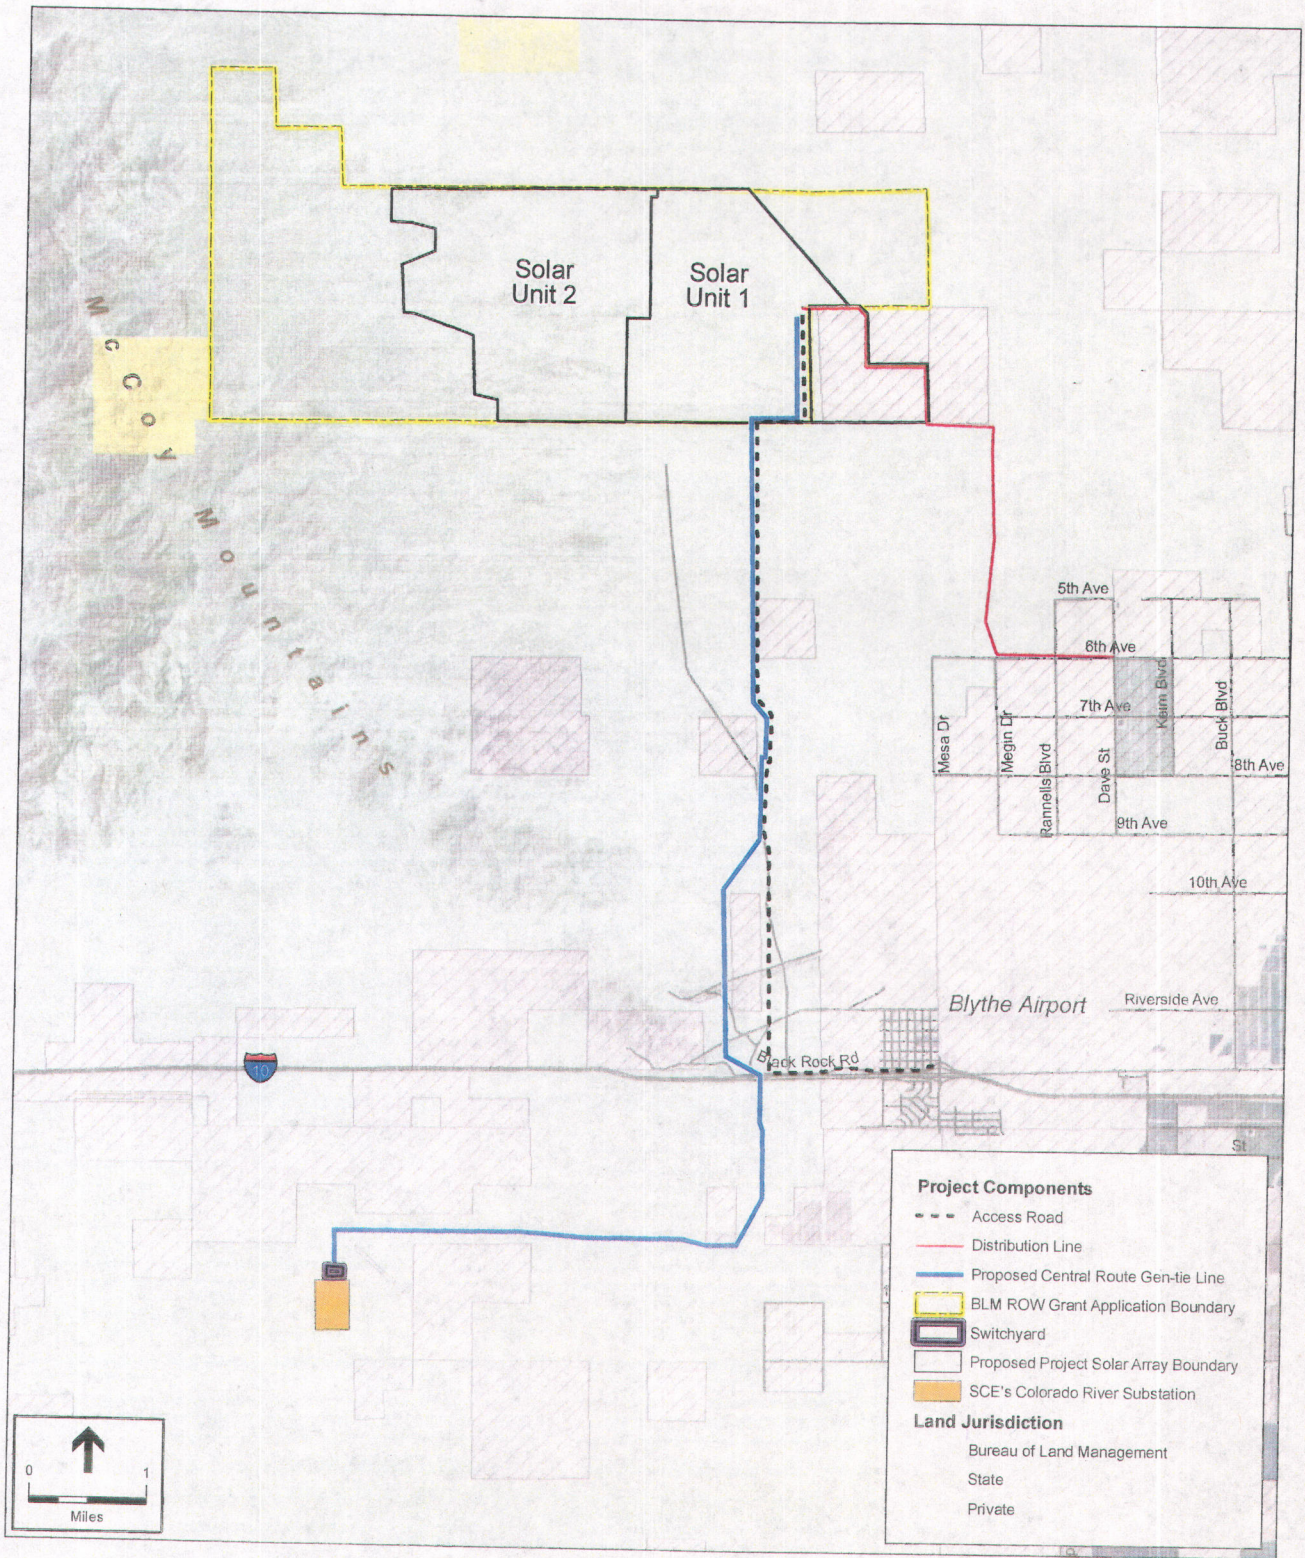 Solar
Unit 2
Solar
Unit 1
McCoy Mountains
5th Ave
6th Ave
7th Ave
8th Ave
9th Ave
10th Ave
Mesa Dr
Megin Dr
Rannells Blvd
Dave St
Keim Blvd
Buck Blvd
Blythe Airport
Riverside Ave
Black Rock Rd
10
St
Project Components
Access Road
Distribution Line
Proposed Central Route Gen-tie Line
BLM ROW Grant Application Boundary
Switchyard
Proposed Project Solar Array Boundary
SCE's Colorado River Substation
Land Jurisdiction
Bureau of Land Management
State
Private
0 1
Miles